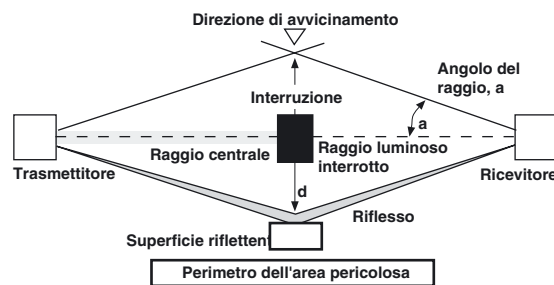 Direzione di avvicinamento
Angolo del
raggio, a
Interruzione
a
Raggio centrale
Raggio luminoso
interrotto
Trasmettitore
Ricevitore
d
Riflesso
Superficie riflettent
Perimetro dell'area pericolosa